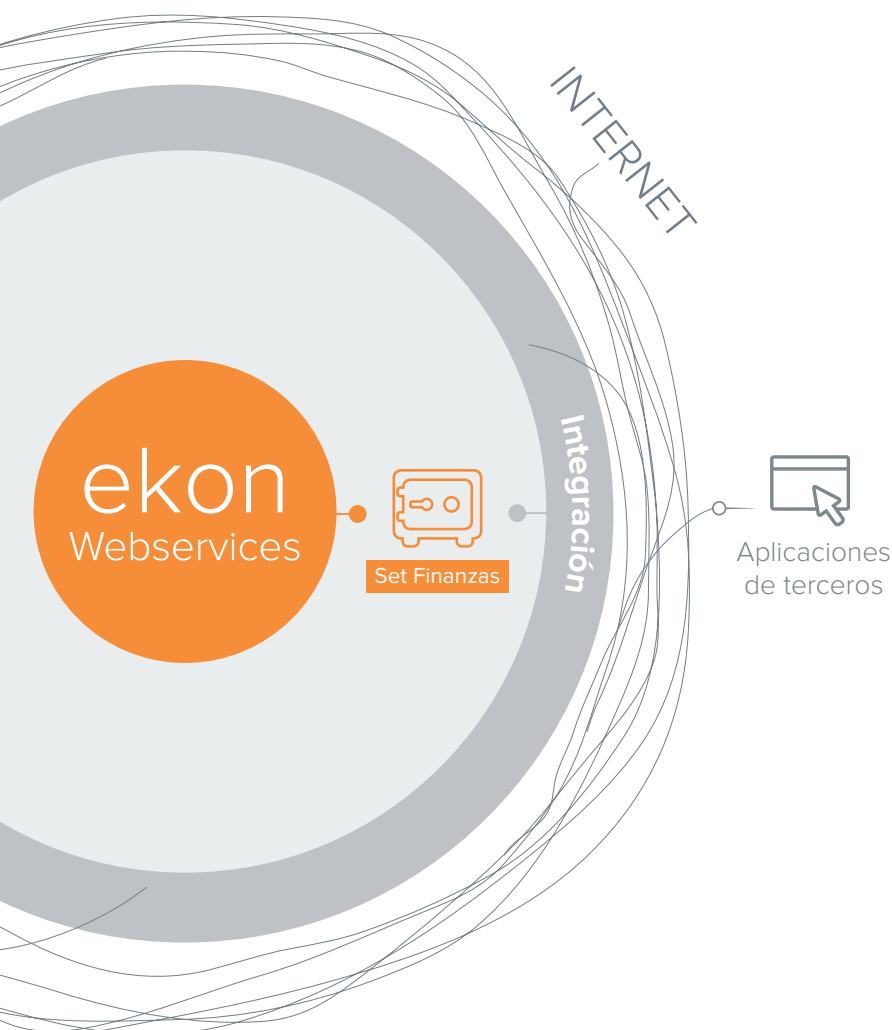 INTERNET
ekon
Webservices
Set Finanzas
Integración
Aplicaciones
de terceros